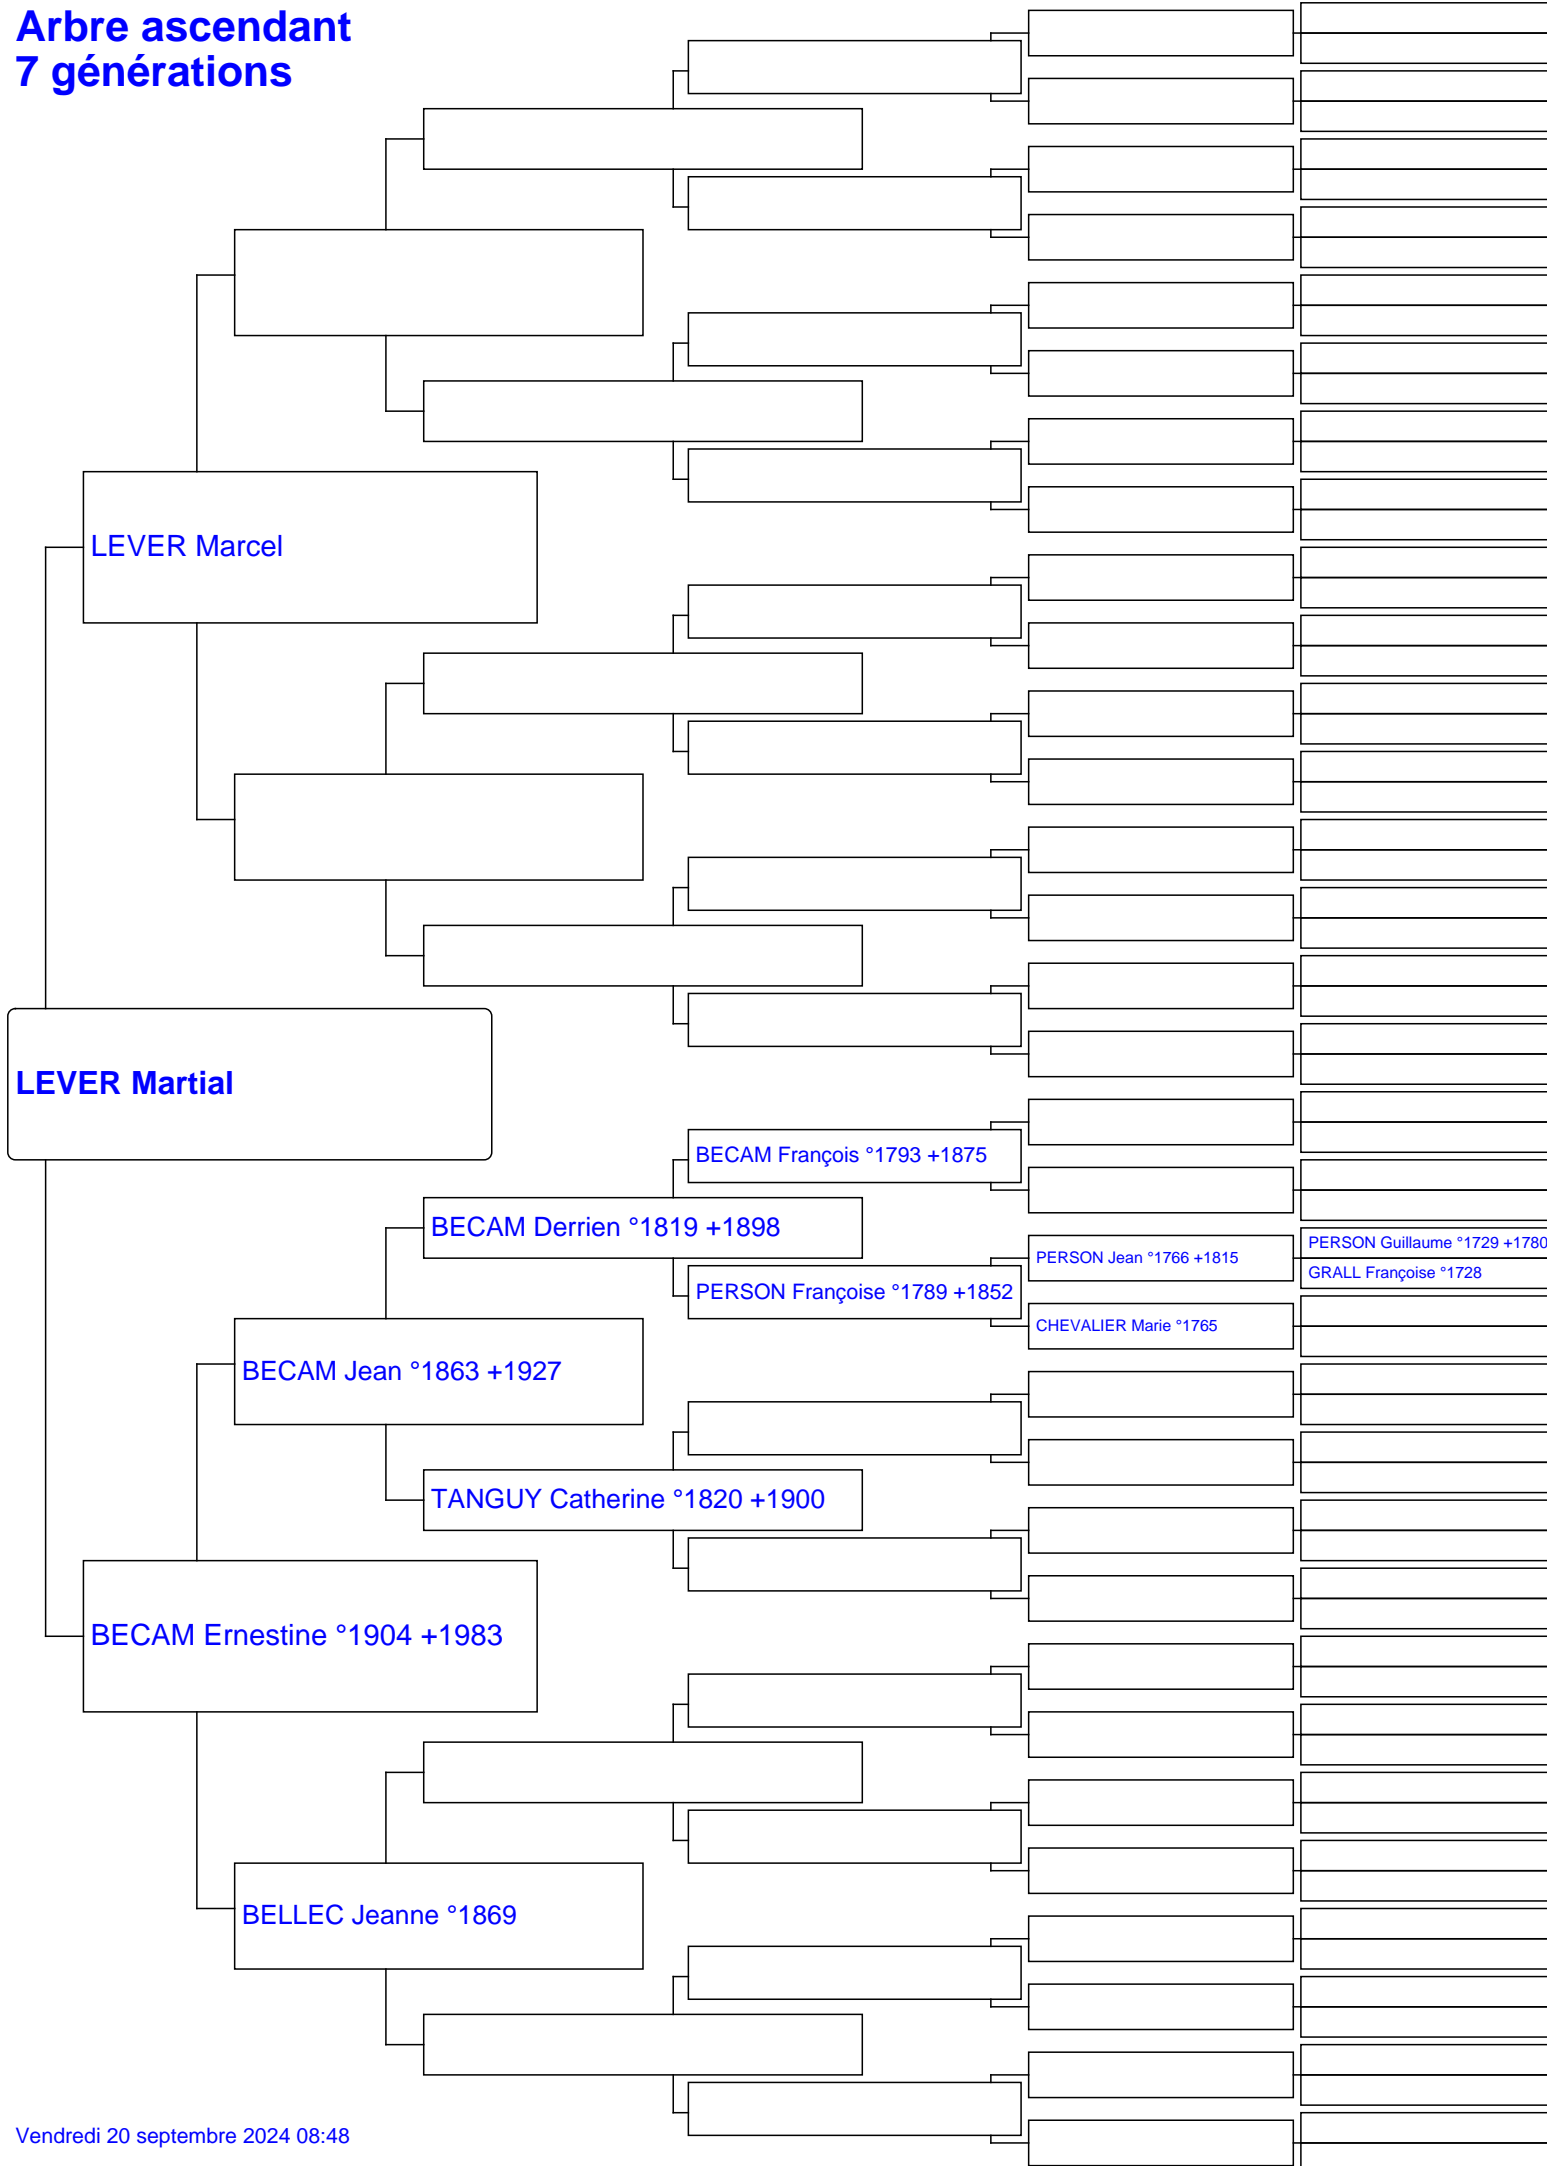 Arbre ascendant
7 générations
LEVER Marcel
LEVER Martial
BECAM François °1793 +1875
BECAM Derrien °1819 +1898
PERSON Guillaume °1729 +1780
PERSON Jean °1766 +1815
GRALL Françoise °1728
PERSON Françoise °1789 +1852
CHEVALIER Marie °1765
BECAM Jean °1863 +1927
TANGUY Catherine °1820 +1900
BECAM Ernestine °1904 +1983
BELLEC Jeanne °1869
Vendredi 20 septembre 2024 08:48